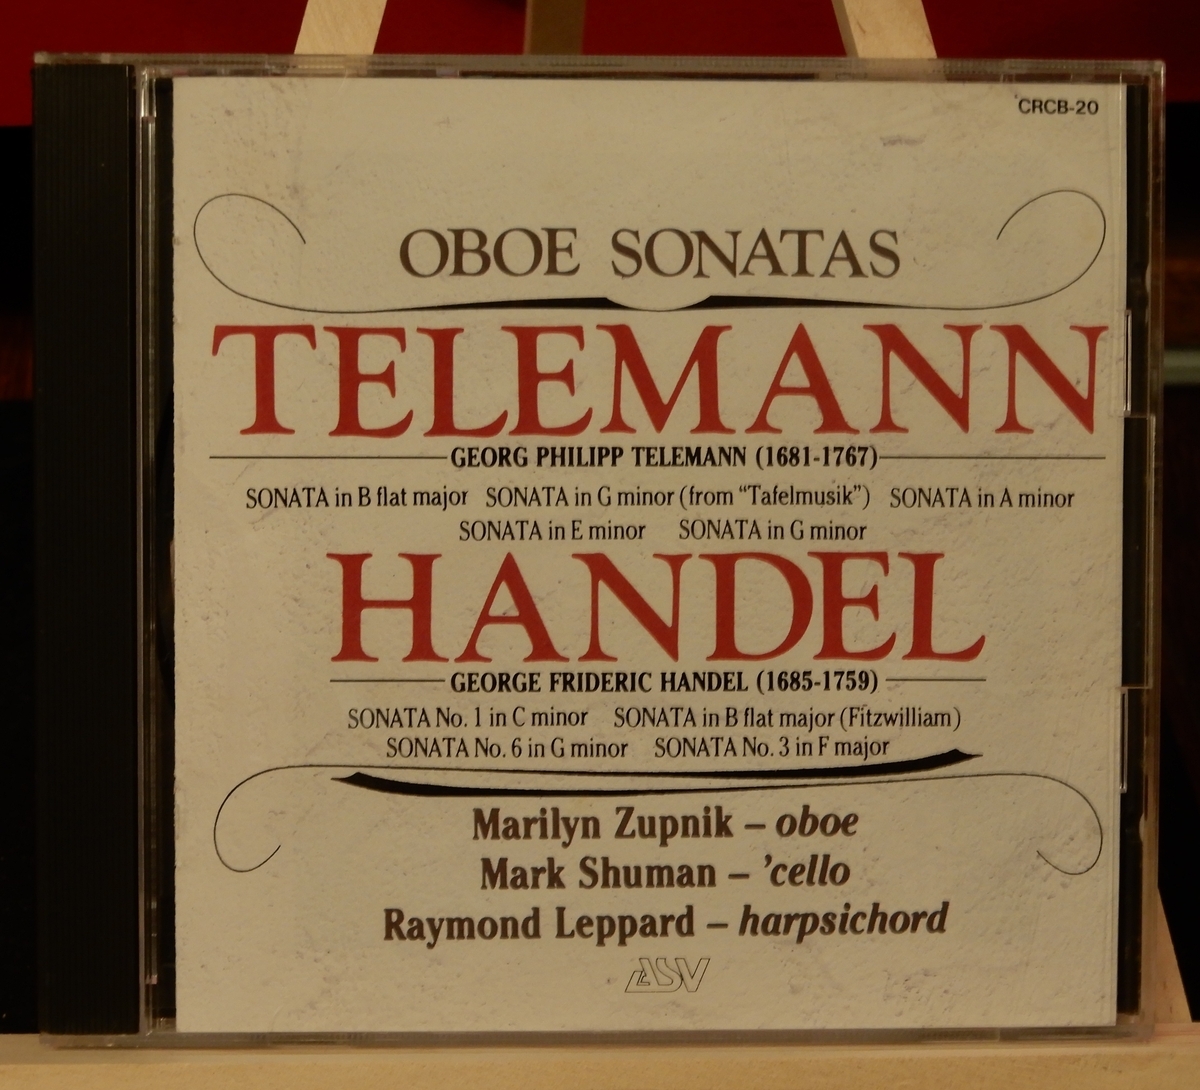 CRCB-20
OBOE SONATAS
TELEMANN
GEORG PHILIPP TELEMANN (1681-1767)
SONATA in B flat major SONATA in G minor (from “Tafelmusik”) SONATA in A minor
SONATA in E minor SONATA in G minor
HANDEL
GEORGE FRIDERIC HANDEL (1685-1759)
SONATA No. 1 in C minor SONATA in B flat major (Fitzwilliam)
SONATA No. 6 in G minor SONATA No. 3 in F major
Marilyn Zupnik – oboe
Mark Shuman – ’cello
Raymond Leppard – harpsichord
ASV